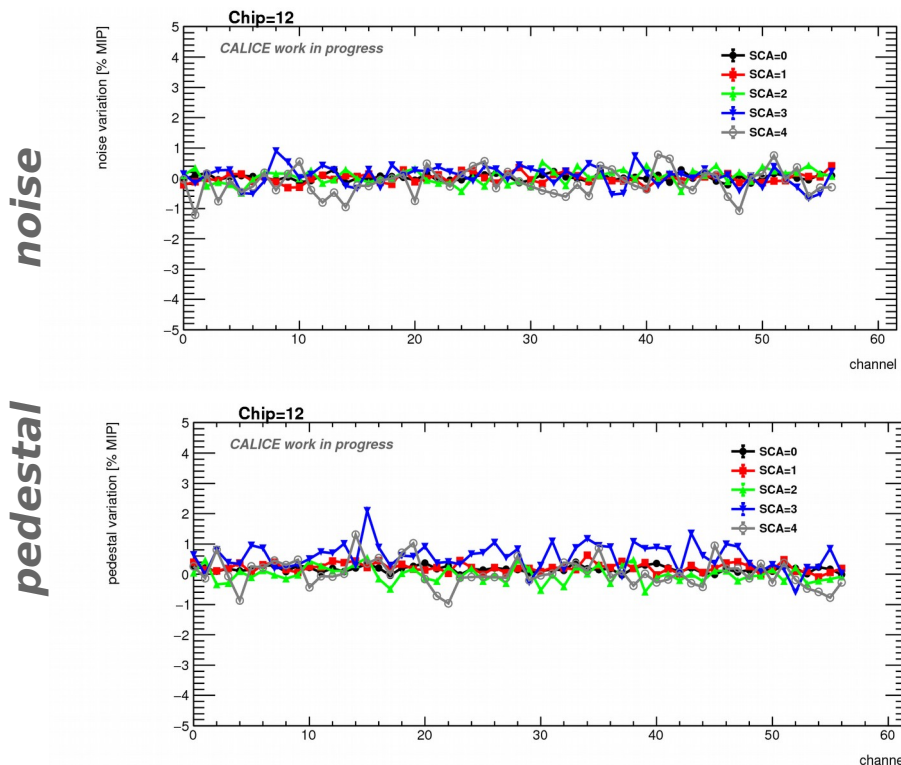 noise
Chip=12
CALICE work in progress
noise variation [% MIP]
SCA=0
SCA=1
SCA=2
SCA=3
SCA=4
5
4
3
2
1
0
−1
−2
−3
−4
−5
0 10 20 30 40 50 60
channel
pedestal
Chip=12
CALICE work in progress
pedestal variation [% MIP]
SCA=0
SCA=1
SCA=2
SCA=3
SCA=4
5
4
3
2
1
0
−1
−2
−3
−4
−5
0 10 20 30 40 50 60
channe